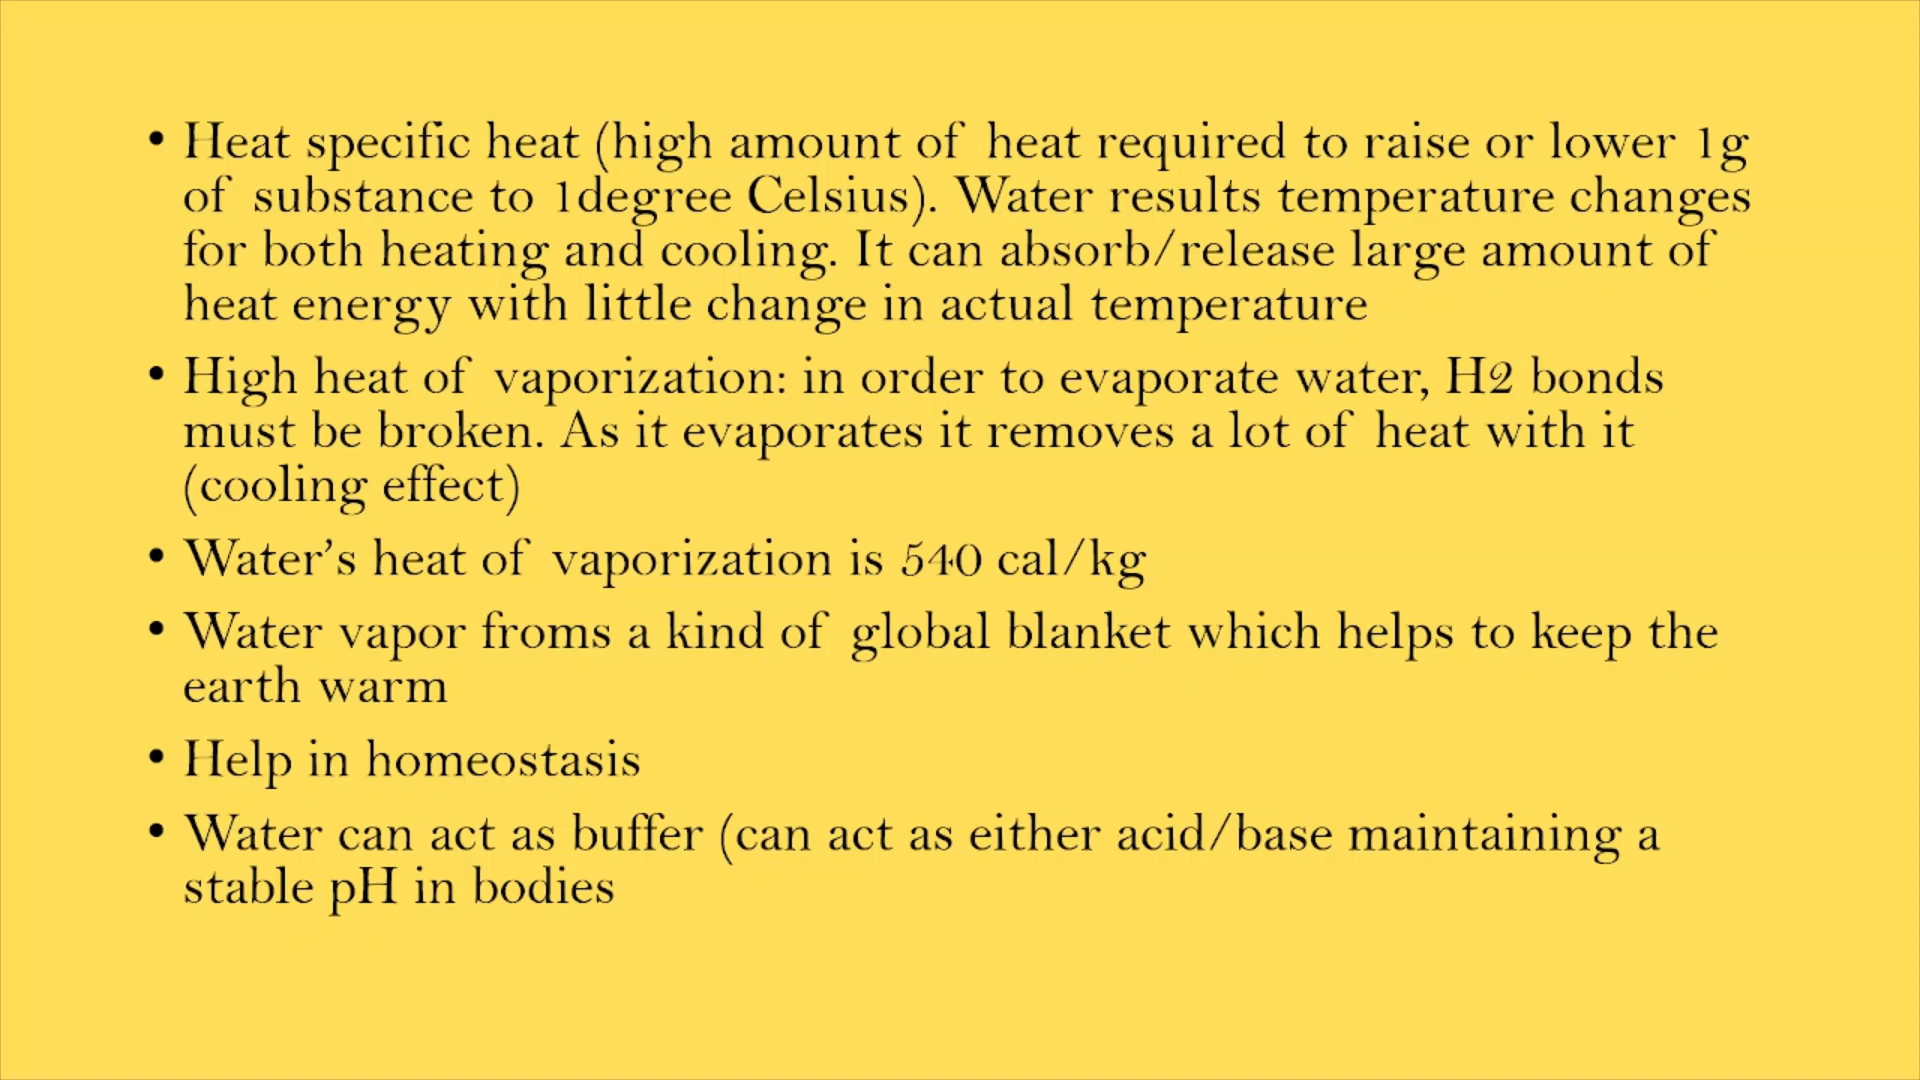 • Heat specific heat (high amount of heat required to raise or lower 1g
of substance to 1degree Celsius). Water results temperature changes
for both heating and cooling. It can absorb/release large amount of
heat energy with little change in actual temperature
• High heat of vaporization: in order to evaporate water, H2 bonds
must be broken. As it evaporates it removes a lot of heat with it
(cooling effect)
• Water’s heat of vaporization is 540 cal/kg
• Water vapor froms a kind of global blanket which helps to keep the
earth warm
• Help in homeostasis
• Water can act as buffer (can act as either acid/base maintaining a
stable pH in bodies